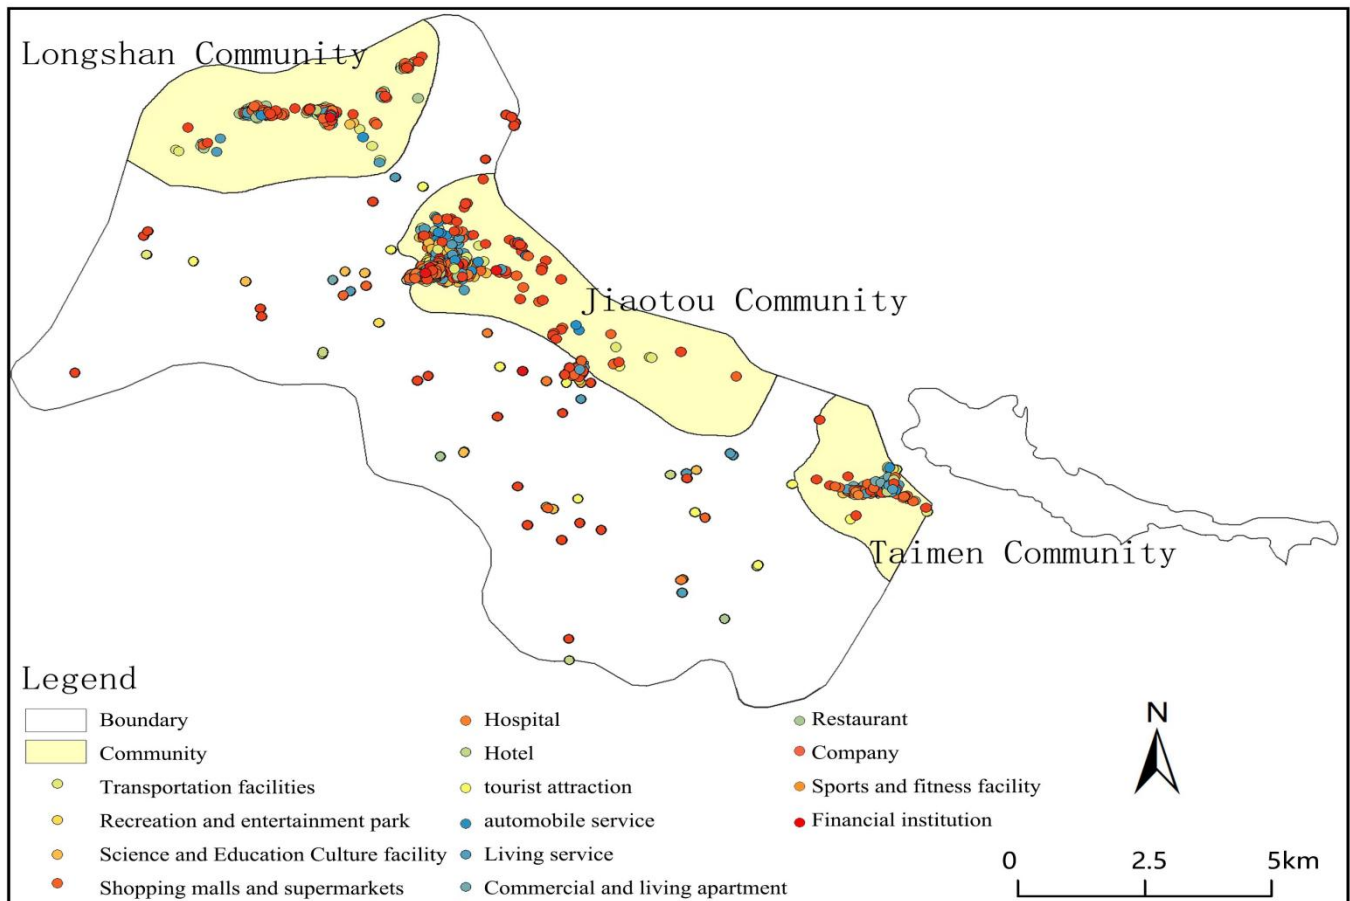 Longshan Community
Jiaotou Community
Taimen Community
Legend
Boundary
Community
Transportation facilities
Recreation and entertainment park
Science and Education Culture facility
Shopping malls and supermarkets
Hospital
Hotel
tourist attraction
automobile service
Living service
Commercial and living apartment
Restaurant
Company
Sports and fitness facility
Financial institution
N
0 2.5 5km